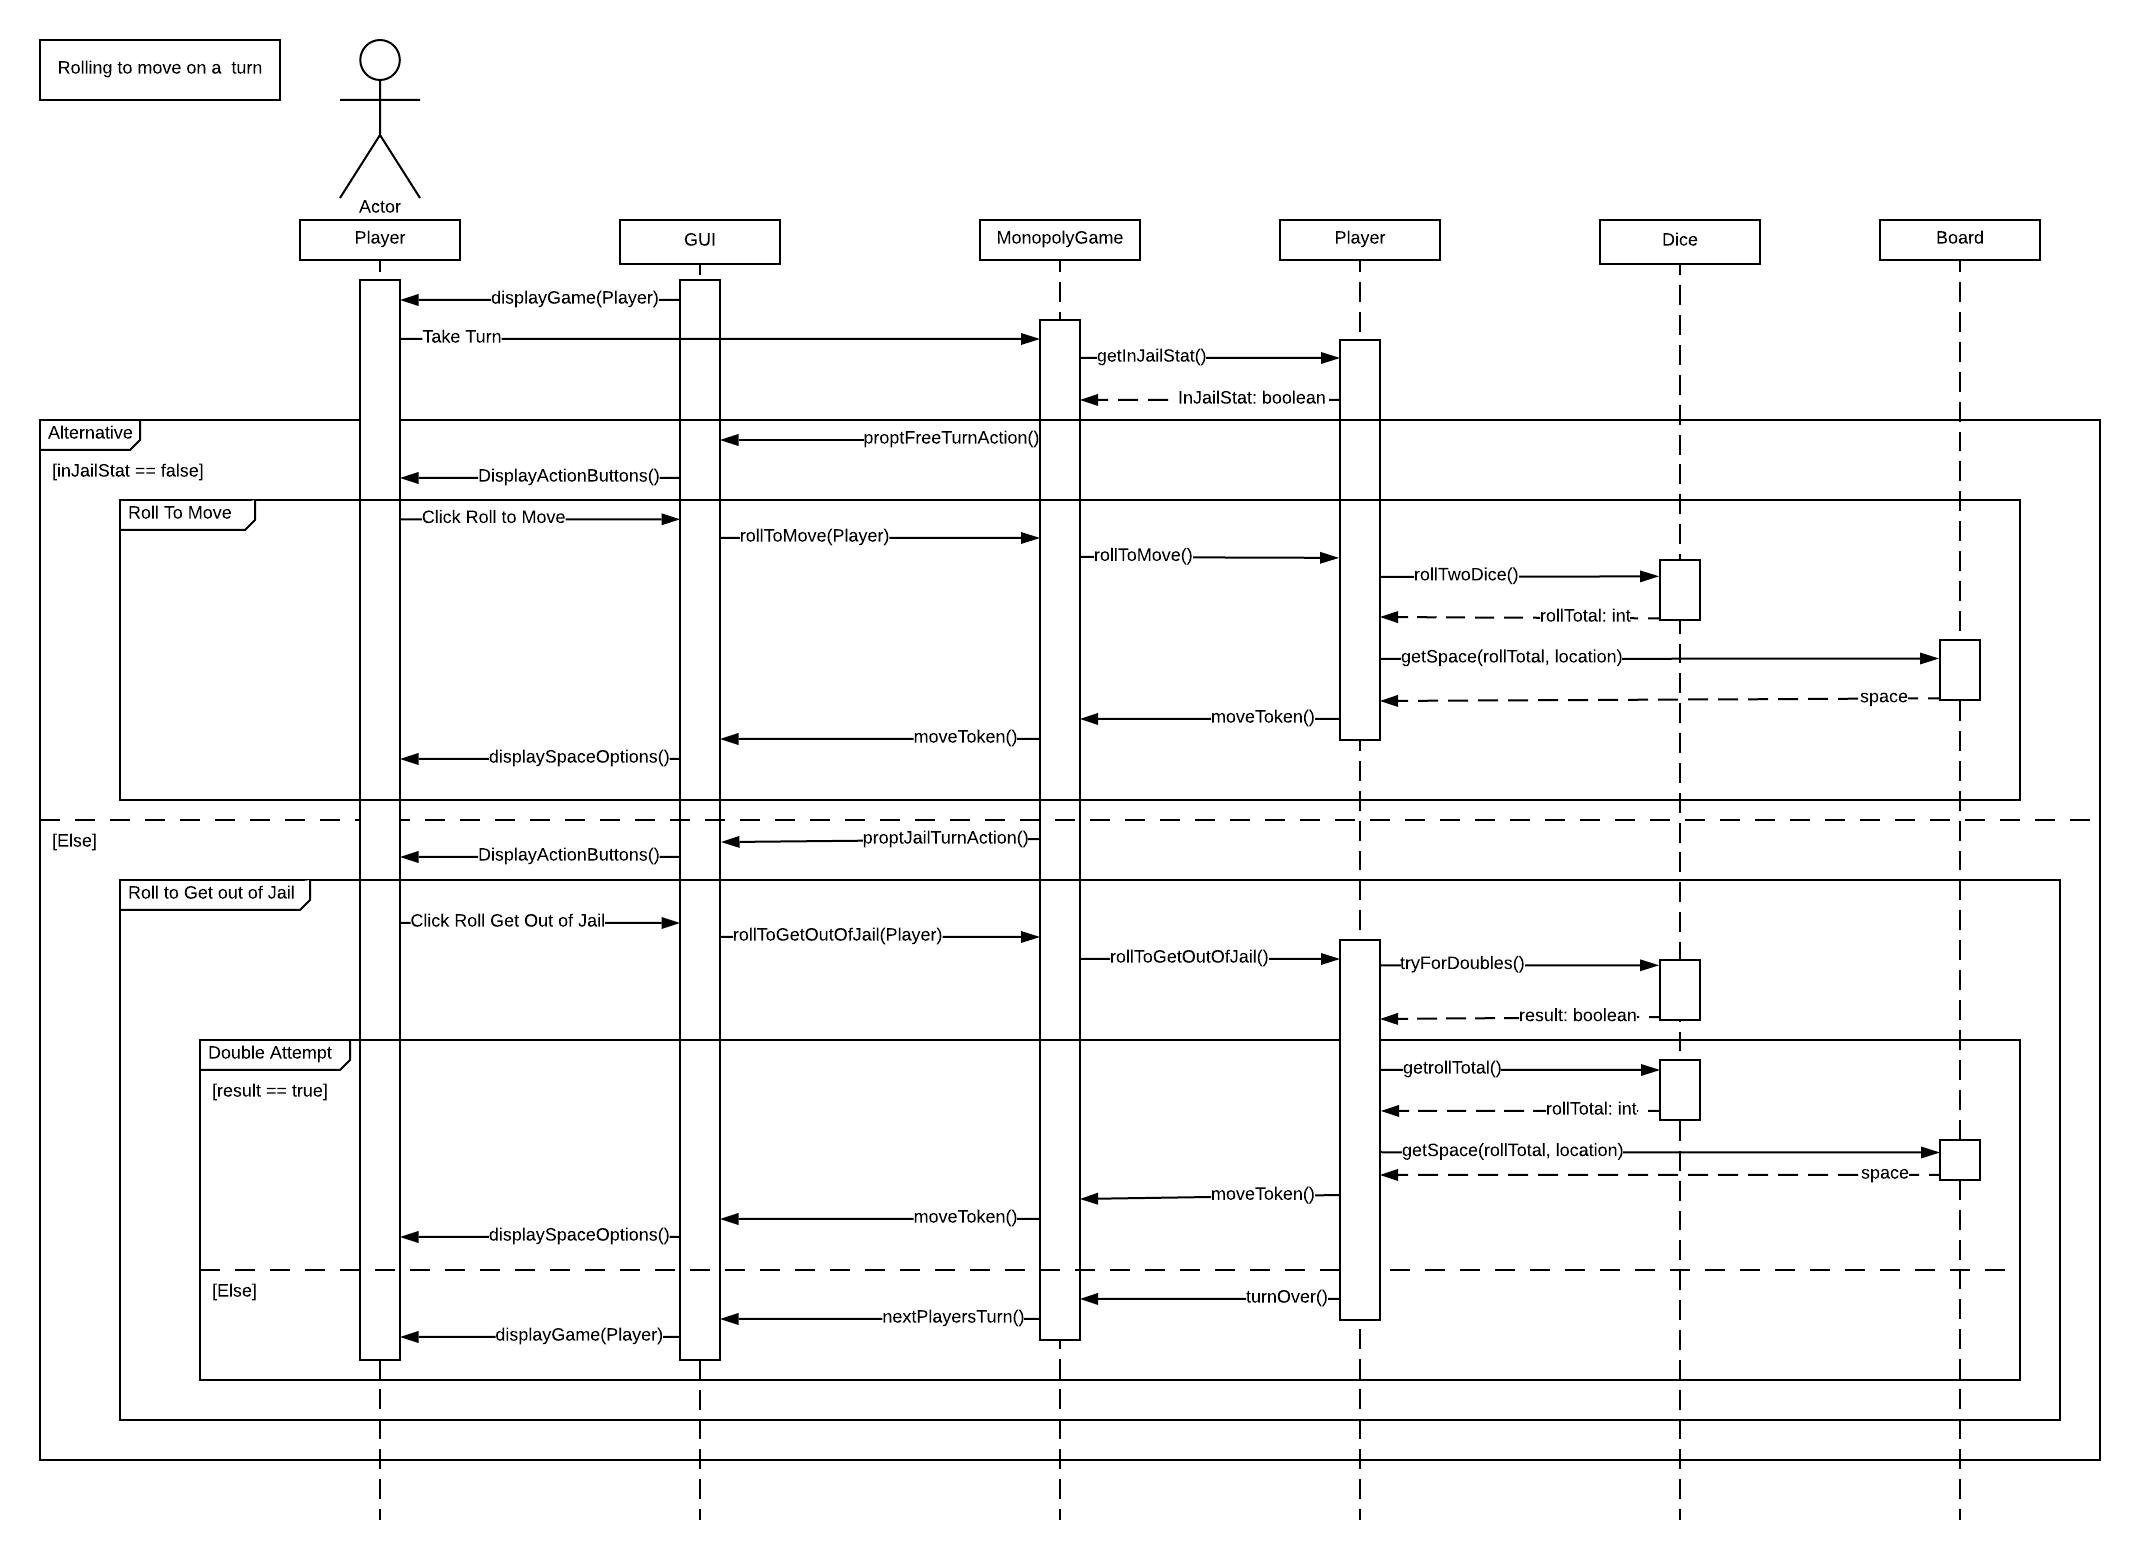 Rolling to move on a  turn
Actor
Player
GUI
MonopolyGame
Player
Dice
Board
displayGame(Player)
Take Turn
getInJailStat()
InJailStat: boolean
Alternative
proptFreeTurnAction()
[inJailStat == false]
DisplayActionButtons()
Roll To Move
Click Roll to Move
rollToMove(Player)
rollToMove()
rollTwoDice()
rollTotal: int
getSpace(rollTotal, location)
space
moveToken()
moveToken()
displaySpaceOptions()
[Else]
proptJailTurnAction()
DisplayActionButtons()
Roll to Get out of Jail
Click Roll Get Out of Jail
rollToGetOutOfJail(Player)
rollToGetOutOfJail()
tryForDoubles()
result: boolean
Double Attempt
getrollTotal()
[result == true]
rollTotal: int
getSpace(rollTotal, location)
space
moveToken()
moveToken()
displaySpaceOptions()
[Else]
turnOver()
nextPlayersTurn()
displayGame(Player)